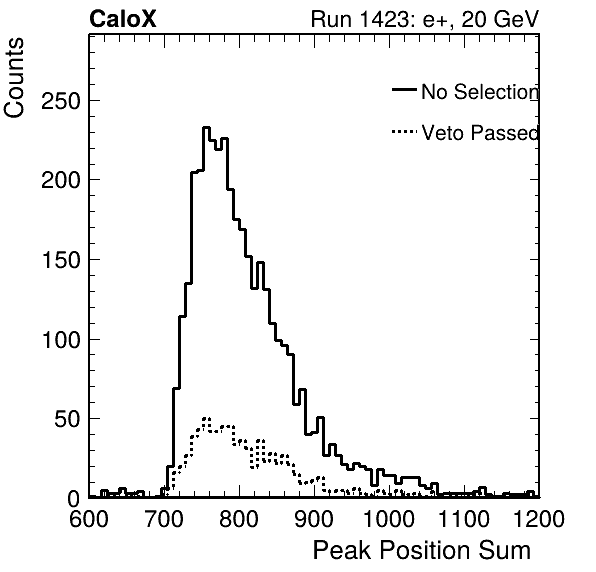 CaloX Run 1423: e+, 20 GeV
Counts
No Selection
Veto Passed
250
200
150
100
50
0
600 700 800 900 1000 1100 1200
Peak Position Sum